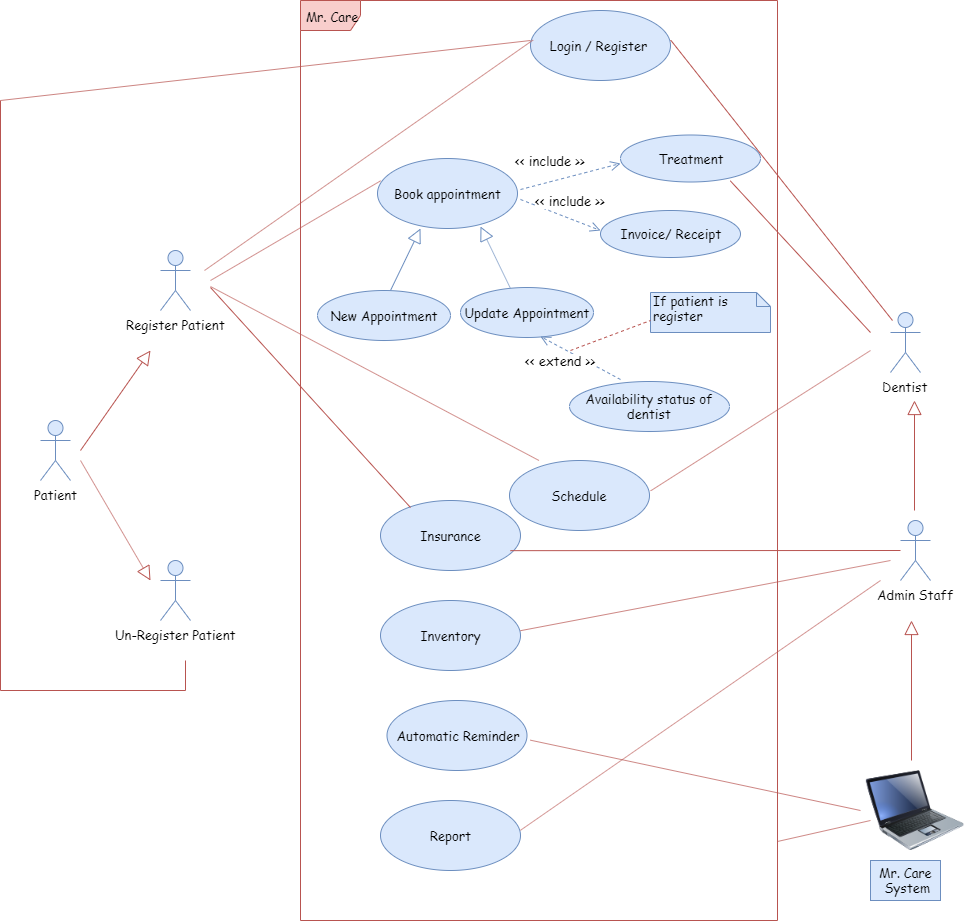 Mr. Care
Login / Register
<< include >>
Treatment
Book appointment
<< include >>
Invoice/ Receipt
New Appointment
Update Appointment
If patient is
register
Register Patient
<< extend >>
Dentist
Availability status of
dentist
Patient
Schedule
Insurance
Admin Staff
Un-Register Patient
Inventory
Automatic Reminder
Report
Mr. Care
System